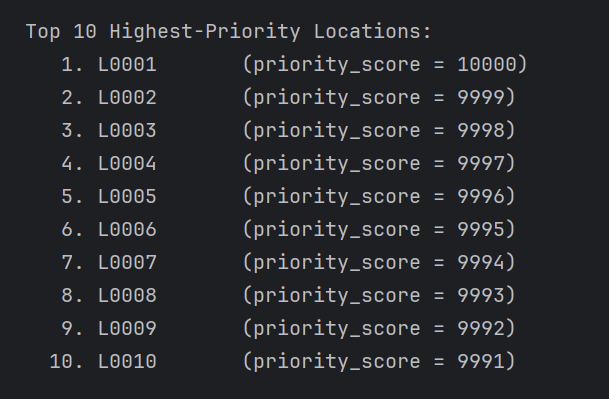 Top 10 Highest-Priority Locations:
1. L0001 (priority_score = 10000)
2. L0002 (priority_score = 9999)
3. L0003 (priority_score = 9998)
4. L0004 (priority_score = 9997)
5. L0005 (priority_score = 9996)
6. L0006 (priority_score = 9995)
7. L0007 (priority_score = 9994)
8. L0008 (priority_score = 9993)
9. L0009 (priority_score = 9992)
10. L0010 (priority_score = 9991)